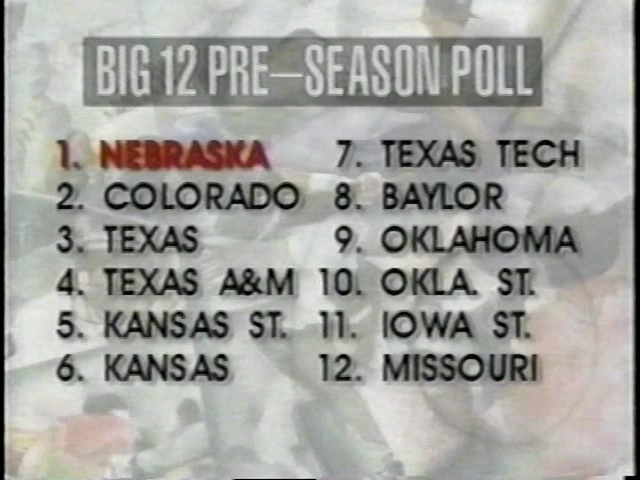 BIG 12 PRE—SEASON POLL
1. NEBRASKA
2. COLORADO
3. TEXAS
4. TEXAS A&M
5. KANSAS ST.
6. KANSAS
7. TEXAS TECH
8. BAYLOR
9. OKLAHOMA
10. OKLA. ST.
11. IOWA ST.
12. MISSOURI